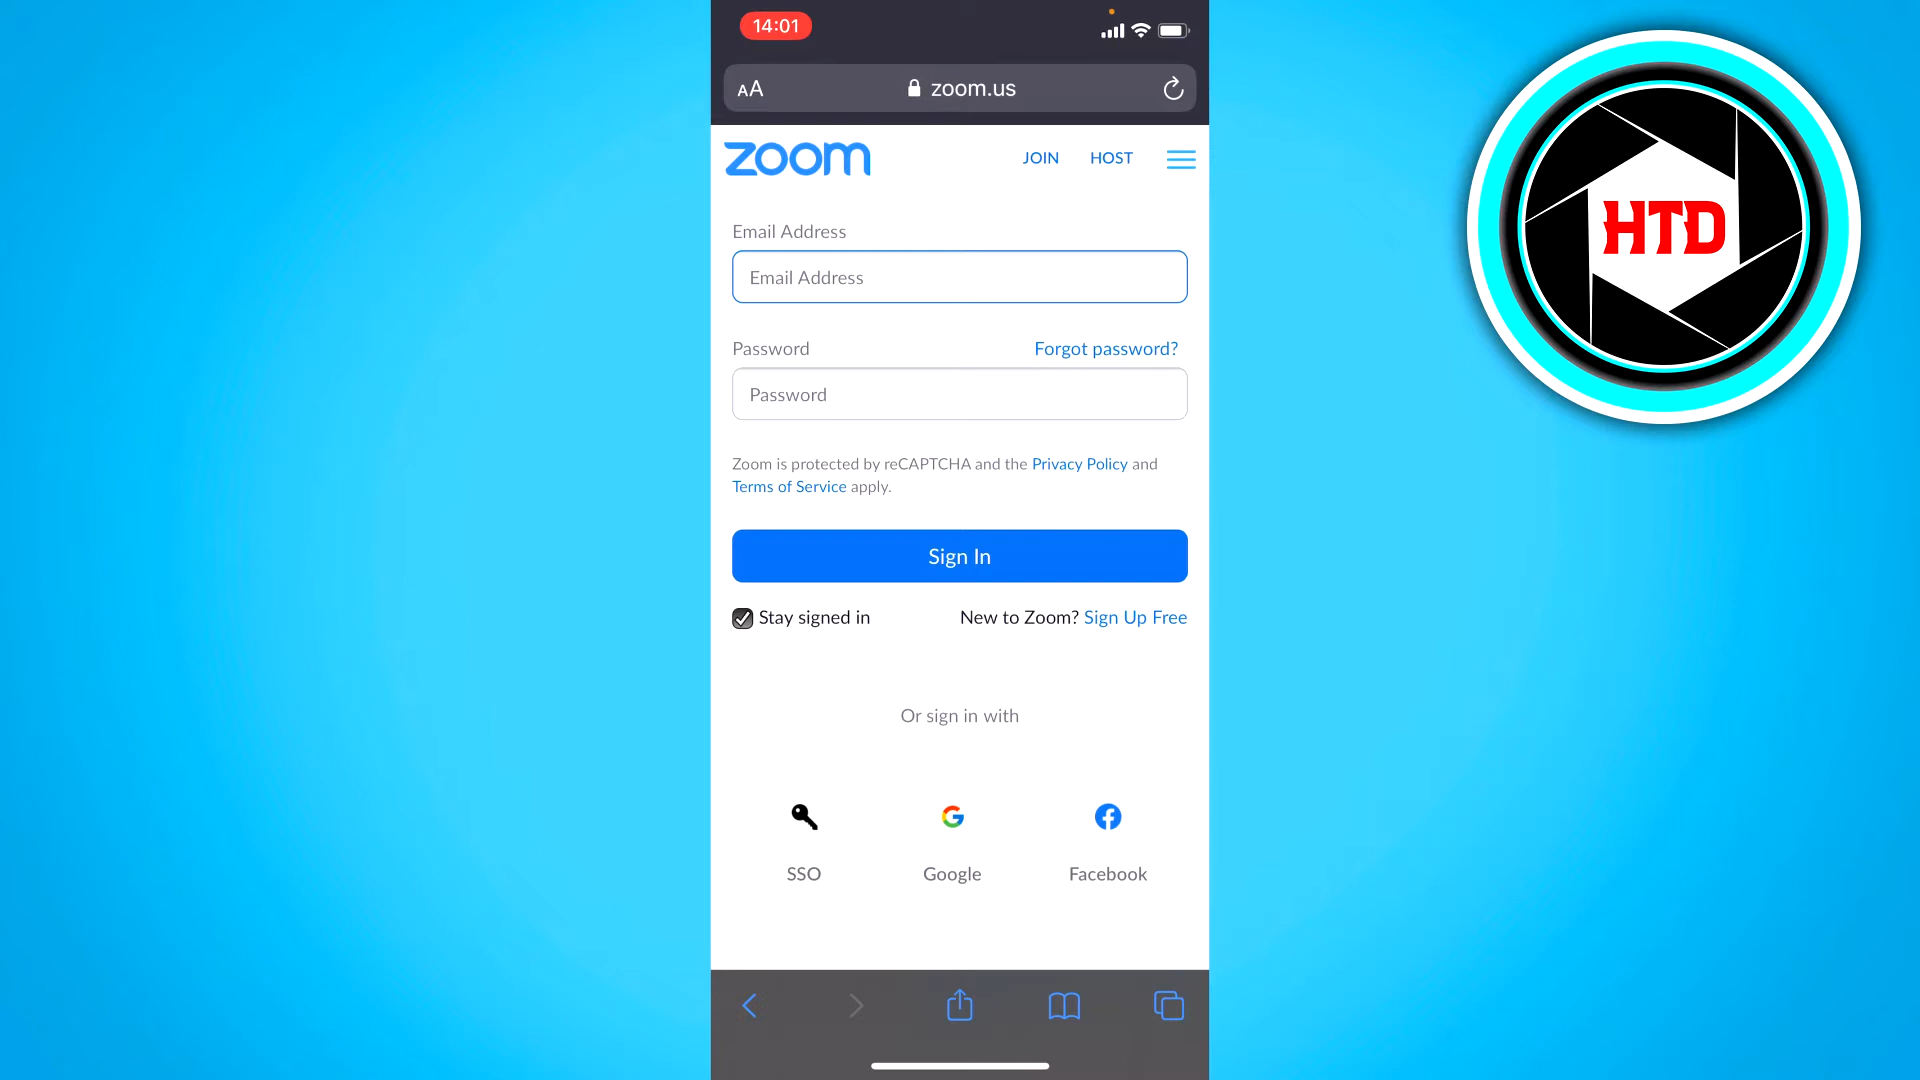 14:01
AA
zoom.us
zoom
JOIN
HOST
HTD
Email Address
Email Address
Password
Forgot password?
Password
Zoom is protected by reCAPTCHA and the Privacy Policy and
Terms of Service apply.
Sign In
Stay signed in
New to Zoom? Sign Up Free
Or sign in with
SSO
Google
Facebook